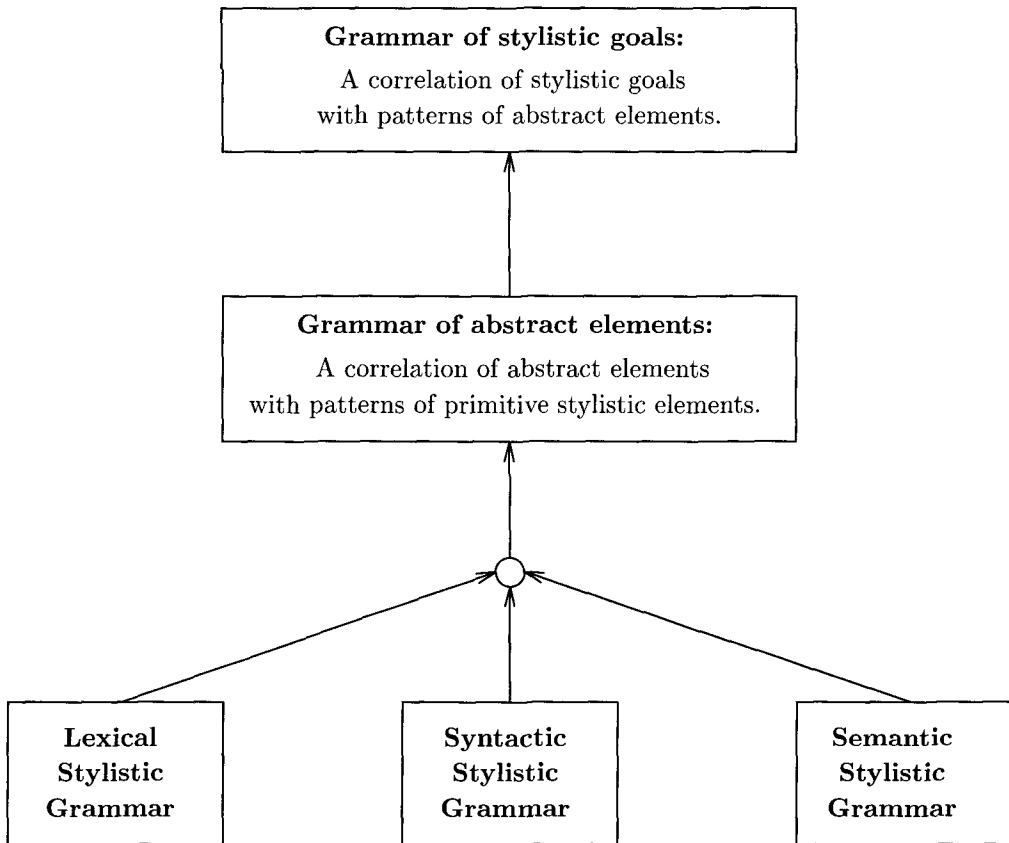 Grammar of stylistic goals:
A correlation of stylistic goals
with patterns of abstract elements.
Grammar of abstract elements:
A correlation of abstract elements
with patterns of primitive stylistic elements.
Lexical
Stylistic
Grammar
Syntactic
Stylistic
Grammar
Semantic
Stylistic
Grammar